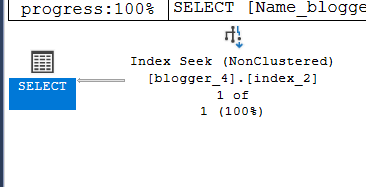 progress:100%
SELECT [Name_blogge
Index Seek (NonClustered)
[blogger_4].[index_2]
1 of
1 (100%)
SELECT